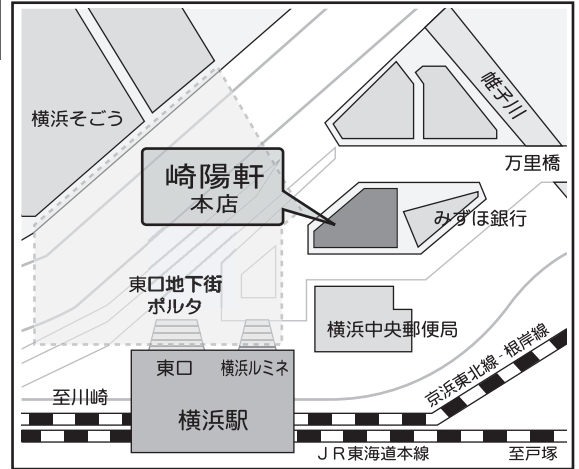 横浜そごう
帷子川
万里橋
崎陽軒
本店
みずほ銀行
東口地下街
ポルタ
横浜中央郵便局
東口
横浜ルミネ
京浜東北線・根岸線
至川崎
横浜駅
JR東海道本線
至戸塚